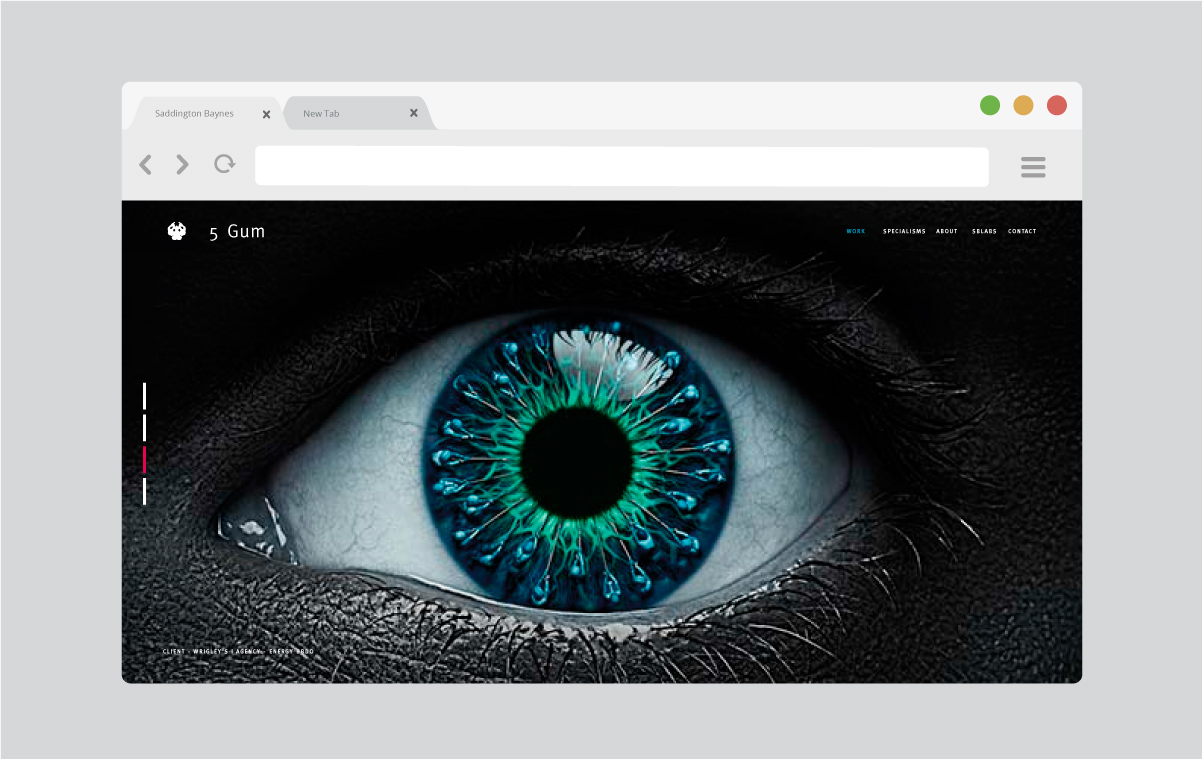 Saddington Baynes
New Tab
5 Gum
WORK SPECIALISMS ABOUT SBLABS CONTACT
CLIENT - WRIGLEY'S | AGENCY - ENERGY BBDO